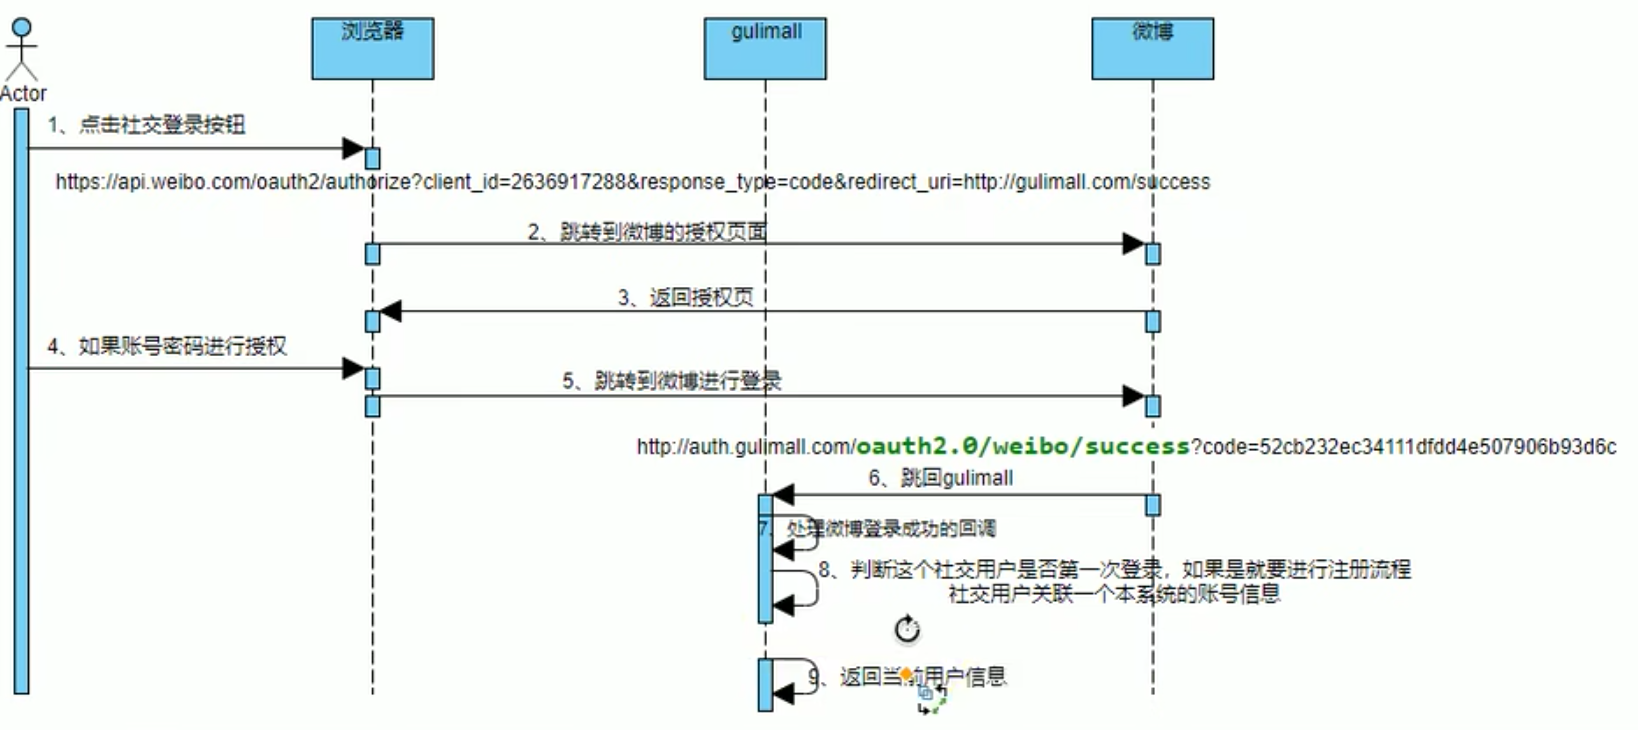 浏览器
gulimall
微博
Actor
1、点击社交登录按钮
https://api.weibo.com/oauth2/authorize?client_id=2636917288&response_type=code&redirect_uri=http://gulimall.com/success
2、跳转到微博的授权页面
3、返回授权页
4、如果账号密码进行授权
5、跳转到微博进行登录
http://auth.gulimall.com/oauth2.0/weibo/success?code=52cb232ec34111dfdd4e507906b93d6c
6、跳回gulimall
7、处理微博登录成功的回调
8、判断这个社交用户是否第一次登录，如果是就要进行注册流程
社交用户关联一个本系统的账号信息
9、返回当前用户信息